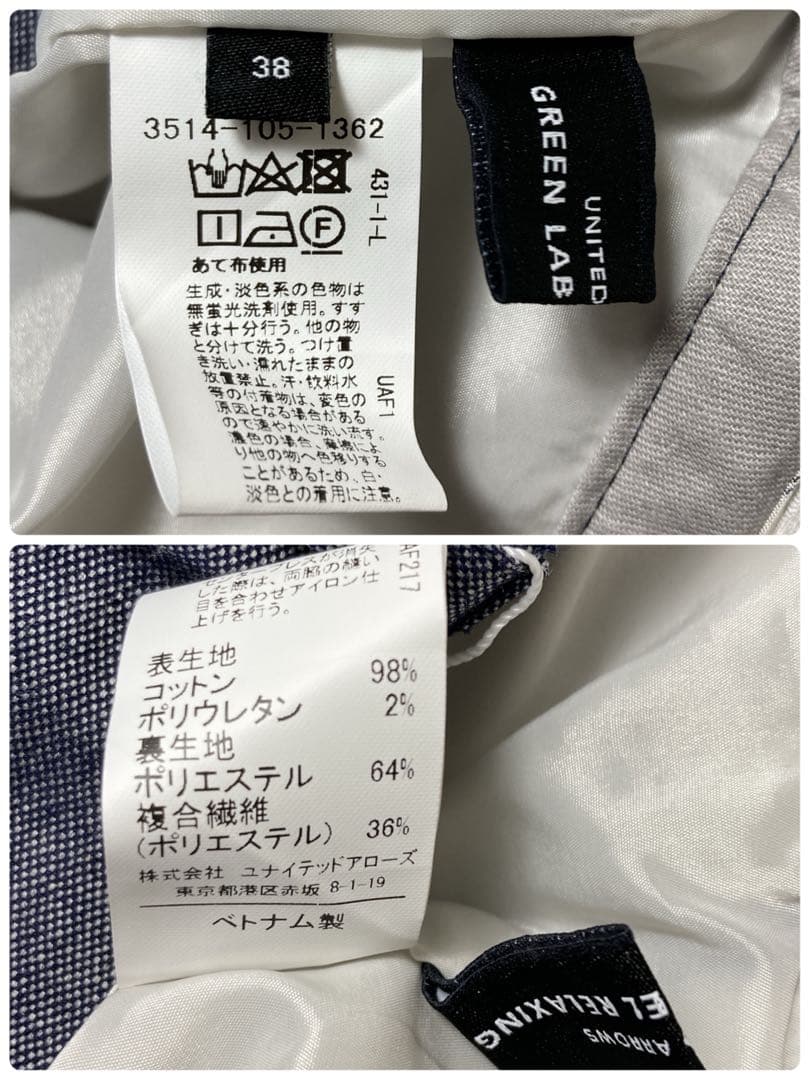 38
3514-105-1362
431-1-L
F
あて布使用
生成・淡色系の色物は
無蛍光洗剤使用。すす
ぎは十分行う。他の物
と分けて洗う。つけ置
き洗い・濡れたままの
放置禁止。汗・飲料水
等の付着物は、変色の
原因となる場合がある
ので速やかに洗い流す。
濃色の場合、摩擦によ
り他の物へ色移りする
ことがあるため、白・
淡色との着用に注意。
UAF1
UNITED
GREEN LAB
した際は、両脇の縫い
目を合わせアイロン仕
上げを行う。
AF217
表生地
コットン 98%
ポリウレタン 2%
裏生地
ポリエステル 64%
複合繊維
(ポリエステル) 36%
株式会社 ユナイテッドアローズ
東京都港区赤坂 8-1-19
ベトナム製
ARROWS
EL RELAXING